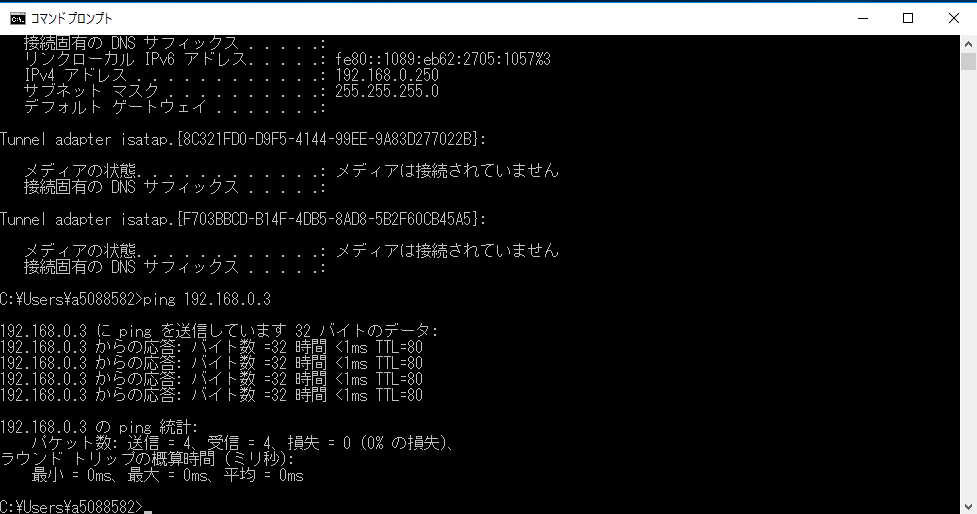 コマンドプロンプト
接続固有の DNS サフィックス . . . . .:
リンクローカル IPv6 アドレス. . . . .: fe80::1089:eb62:2705:1057%3
IPv4 アドレス . . . . . . . . . . . .: 192.168.0.250
サブネット マスク . . . . . . . . . .: 255.255.255.0
デフォルト ゲートウェイ . . . . . . .:
Tunnel adapter isatap.{8C321FD0-D9F5-4144-99EE-9A83D277022B}:
メディアの状態. . . . . . . . . . . .: メディアは接続されていません
接続固有の DNS サフィックス . . . . .:
Tunnel adapter isatap.{F703BBCD-B14F-4DB5-8AD8-5B2F60CB45A5}:
メディアの状態. . . . . . . . . . . .: メディアは接続されていません
接続固有の DNS サフィックス . . . . .:
C:¥Users¥a5088582>ping 192.168.0.3
192.168.0.3 に ping を送信しています 32 バイトのデータ:
192.168.0.3 からの応答: バイト数 =32 時間 <1ms TTL=80
192.168.0.3 からの応答: バイト数 =32 時間 <1ms TTL=80
192.168.0.3 からの応答: バイト数 =32 時間 <1ms TTL=80
192.168.0.3 からの応答: バイト数 =32 時間 <1ms TTL=80
192.168.0.3 の ping 統計:
パケット数: 送信 = 4、受信 = 4、損失 = 0 (0% の損失)、
ラウンド トリップの概算時間 (ミリ秒):
最小 = 0ms、最大 = 0ms、平均 = 0ms
C:¥Users¥a5088582>_